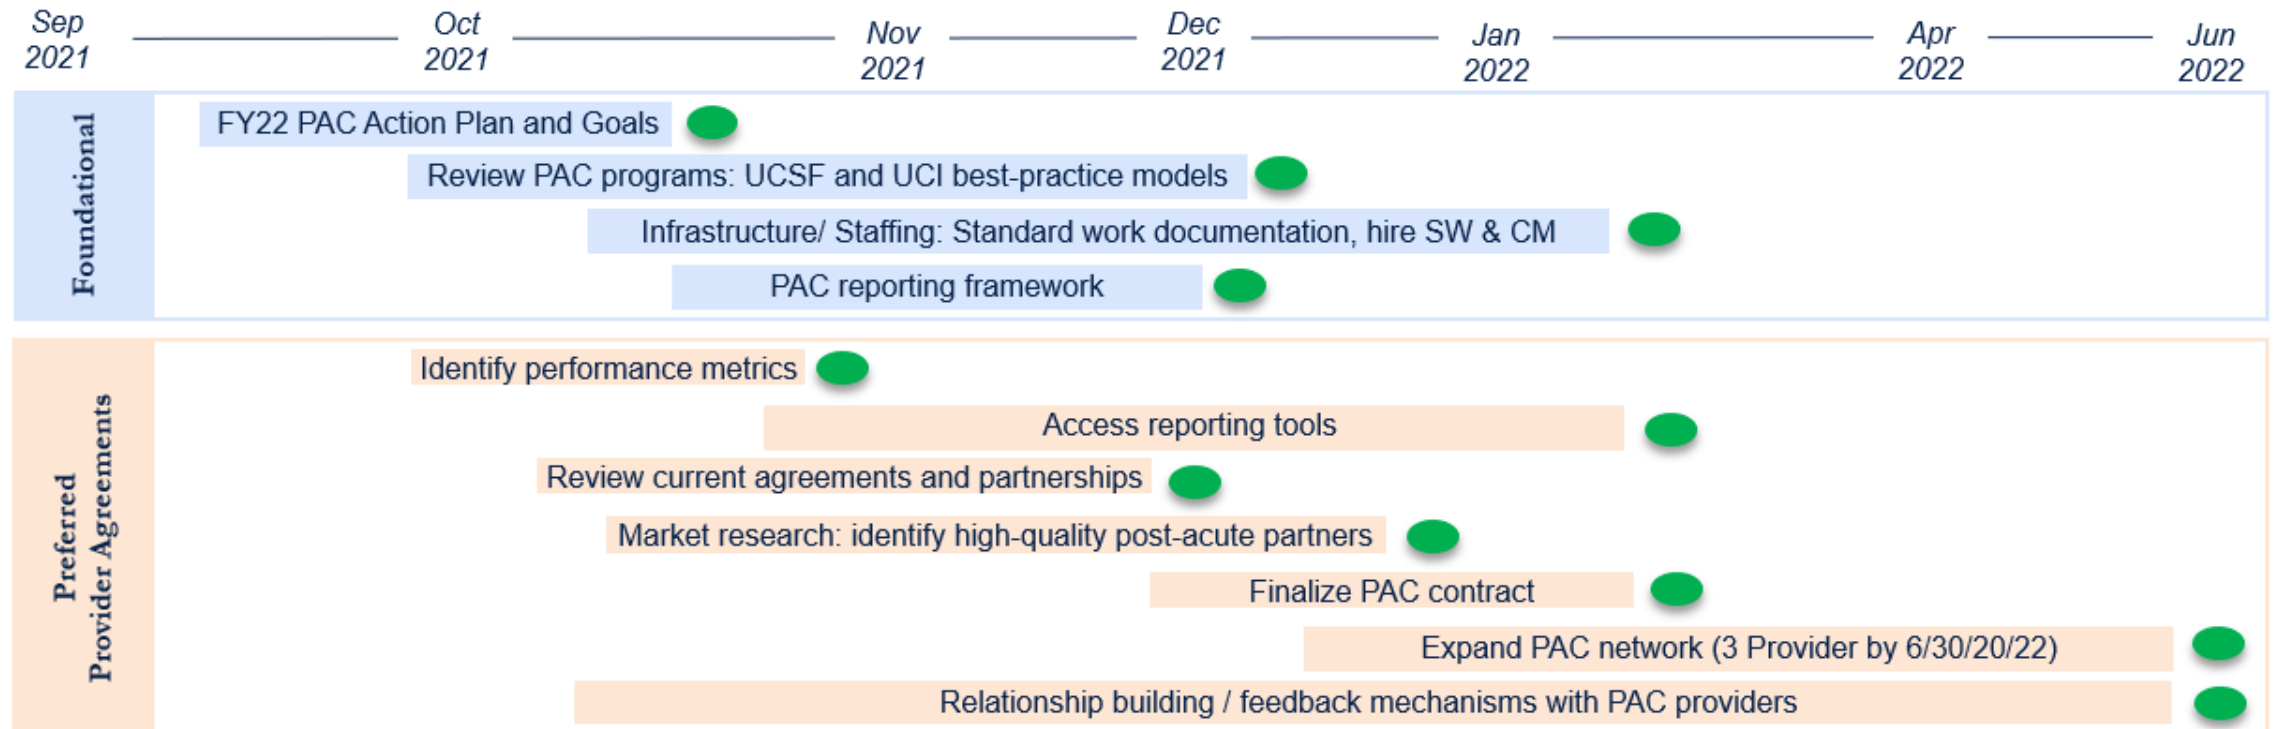 Sep
2021
Oct
2021
Nov
2021
Dec
2021
Jan
2022
Apr
2022
Jun
2022
Foundational
FY22 PAC Action Plan and Goals
Review PAC programs: UCSF and UCI best-practice models
Infrastructure/ Staffing: Standard work documentation, hire SW & CM
PAC reporting framework
Preferred
Provider Agreements
Identify performance metrics
Access reporting tools
Review current agreements and partnerships
Market research: identify high-quality post-acute partners
Finalize PAC contract
Expand PAC network (3 Provider by 6/30/20/22)
Relationship building / feedback mechanisms with PAC providers